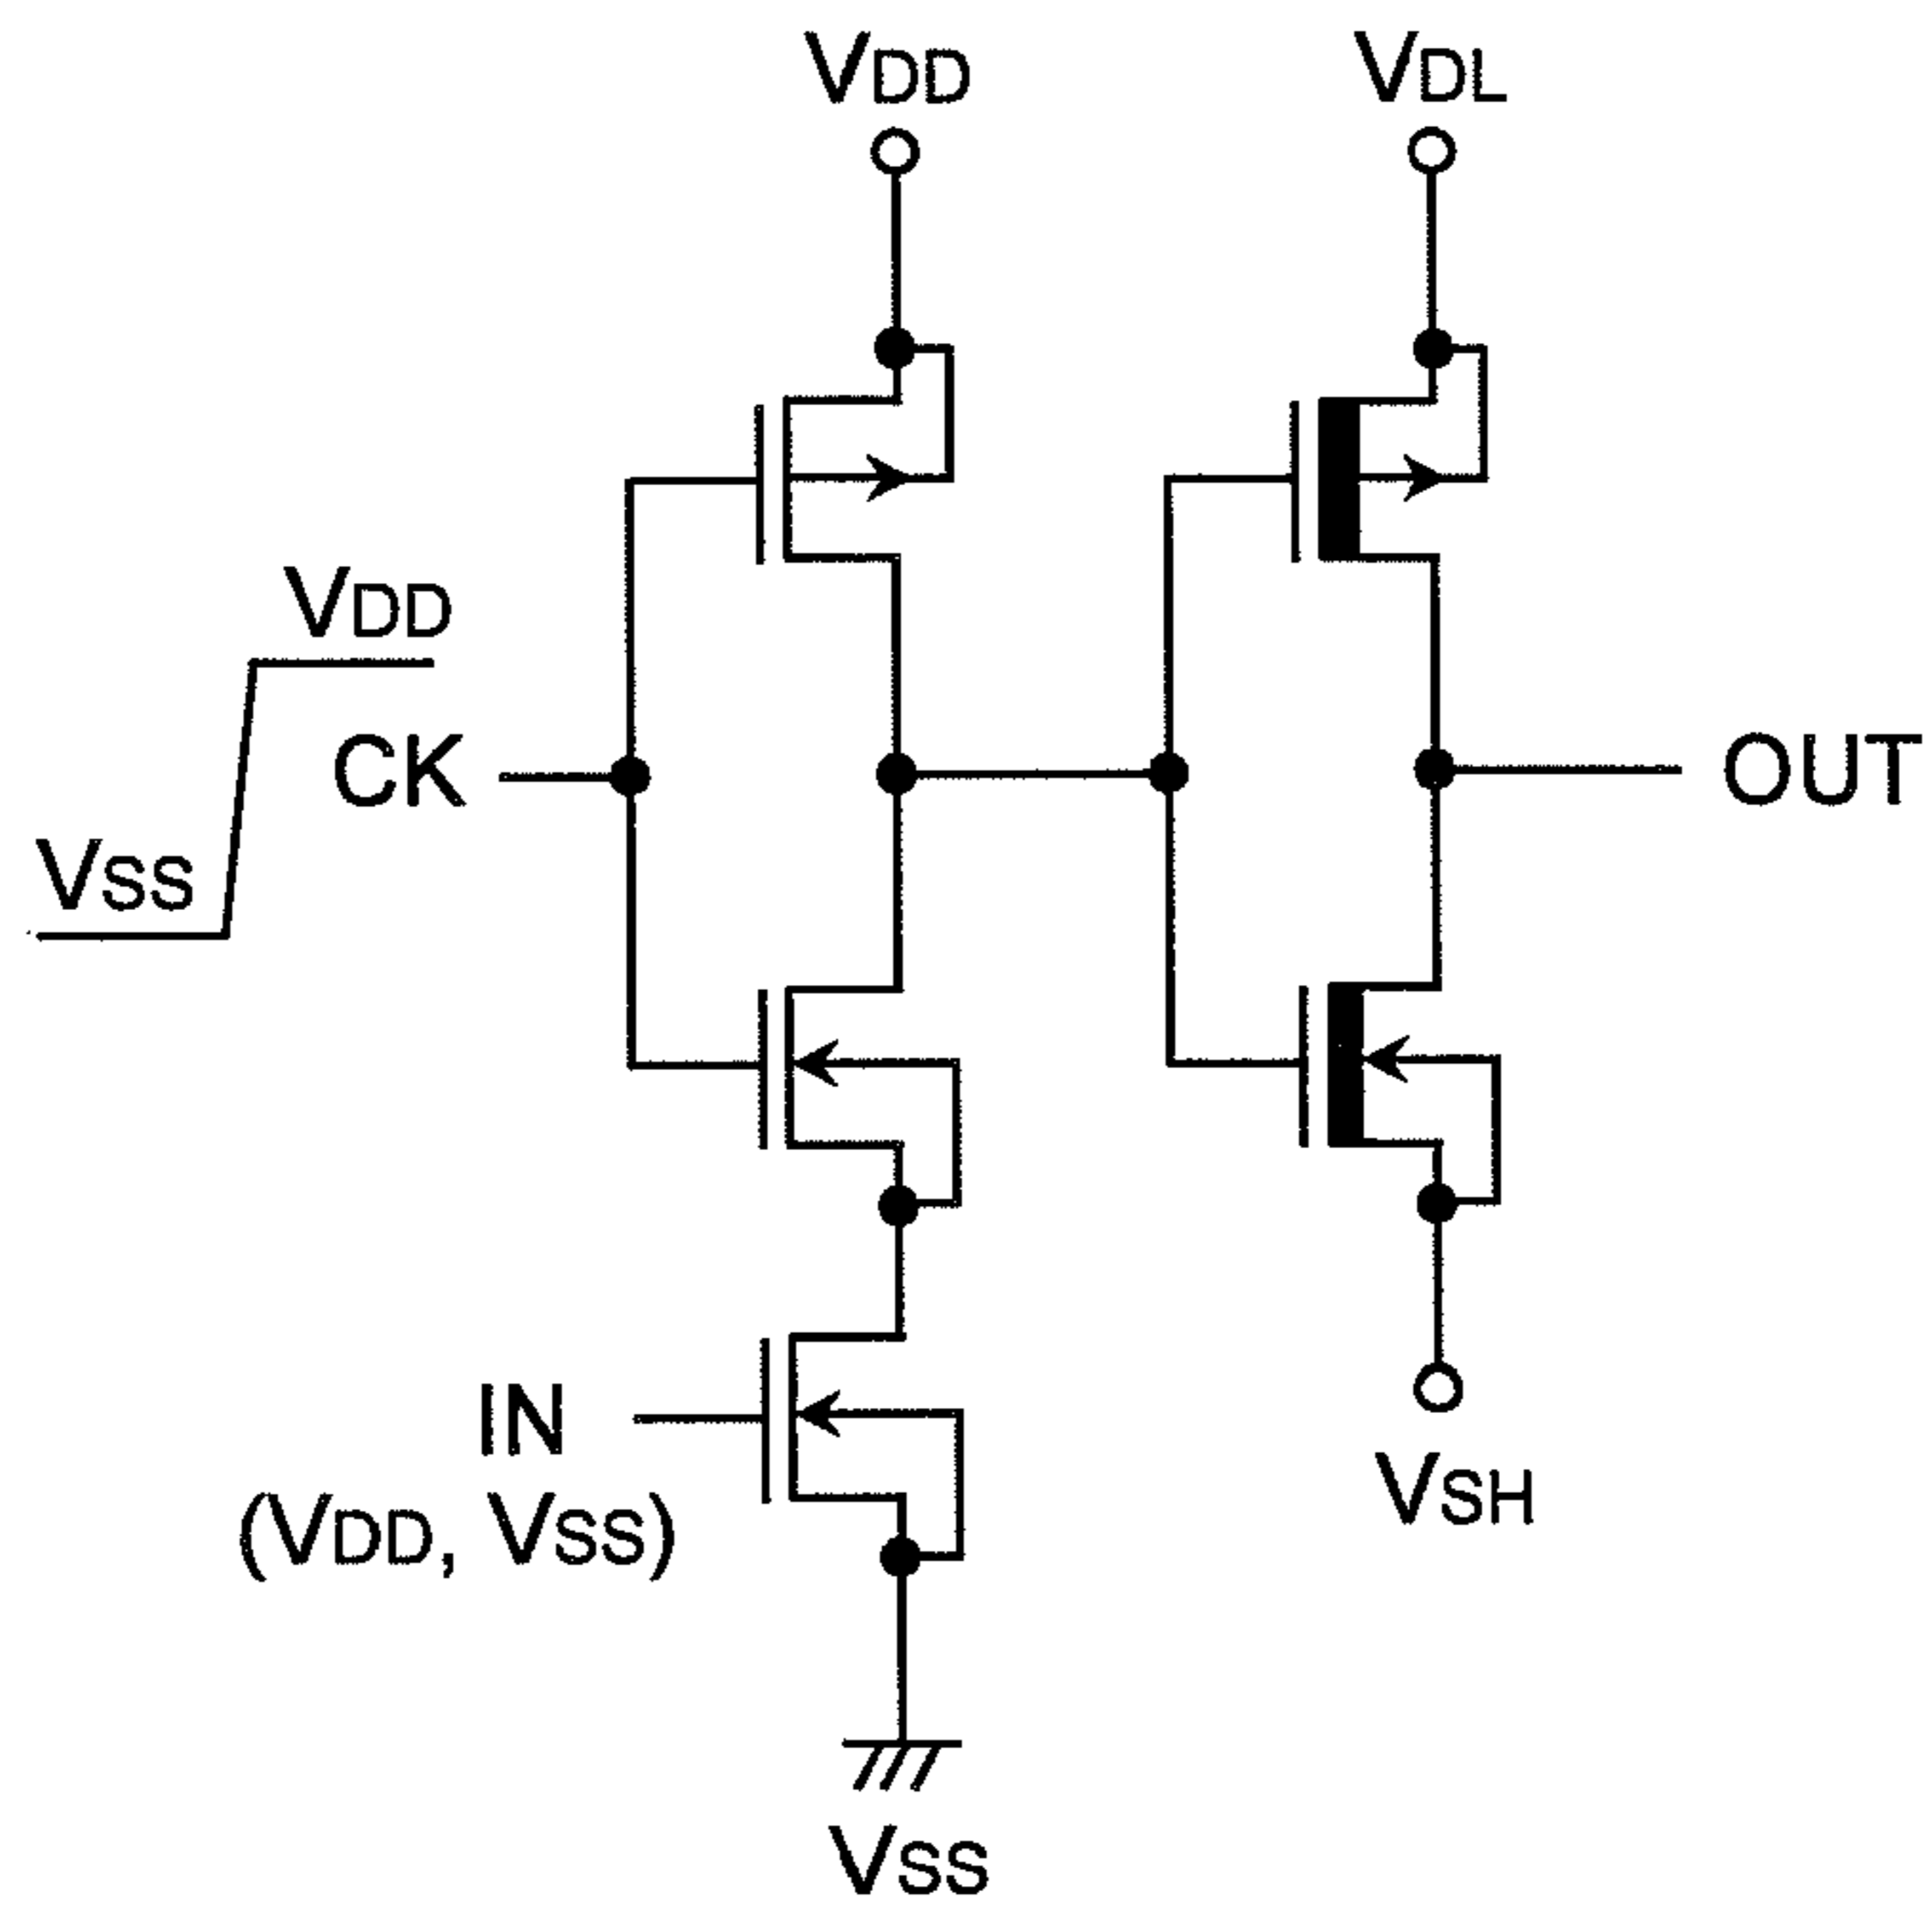 VDD
VDL
VDD
CK
OUT
VSS
IN
(VDD, VSS)
VSH
VSS